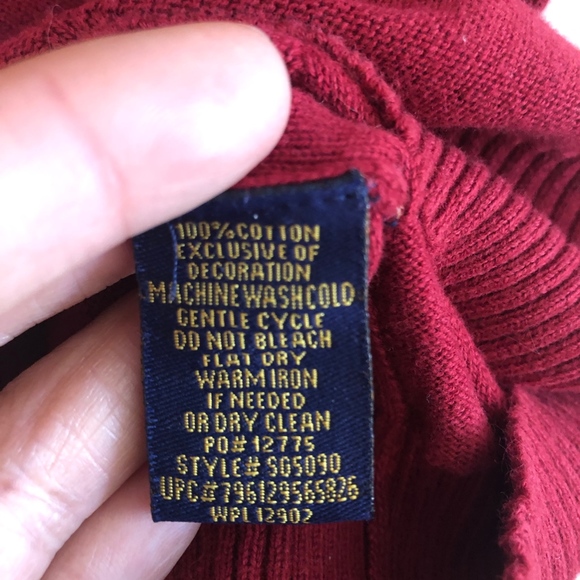 100% COTTON
EXCLUSIVE OF
DECORATION
MACHINE WASH COLD
GENTLE CYCLE
DO NOT BLEACH
FLAT DRY
WARM IRON
IF NEEDED
OR DRY CLEAN
PO# 12775
STYLE# S05090
UPC# 796129565826
WPL 12902